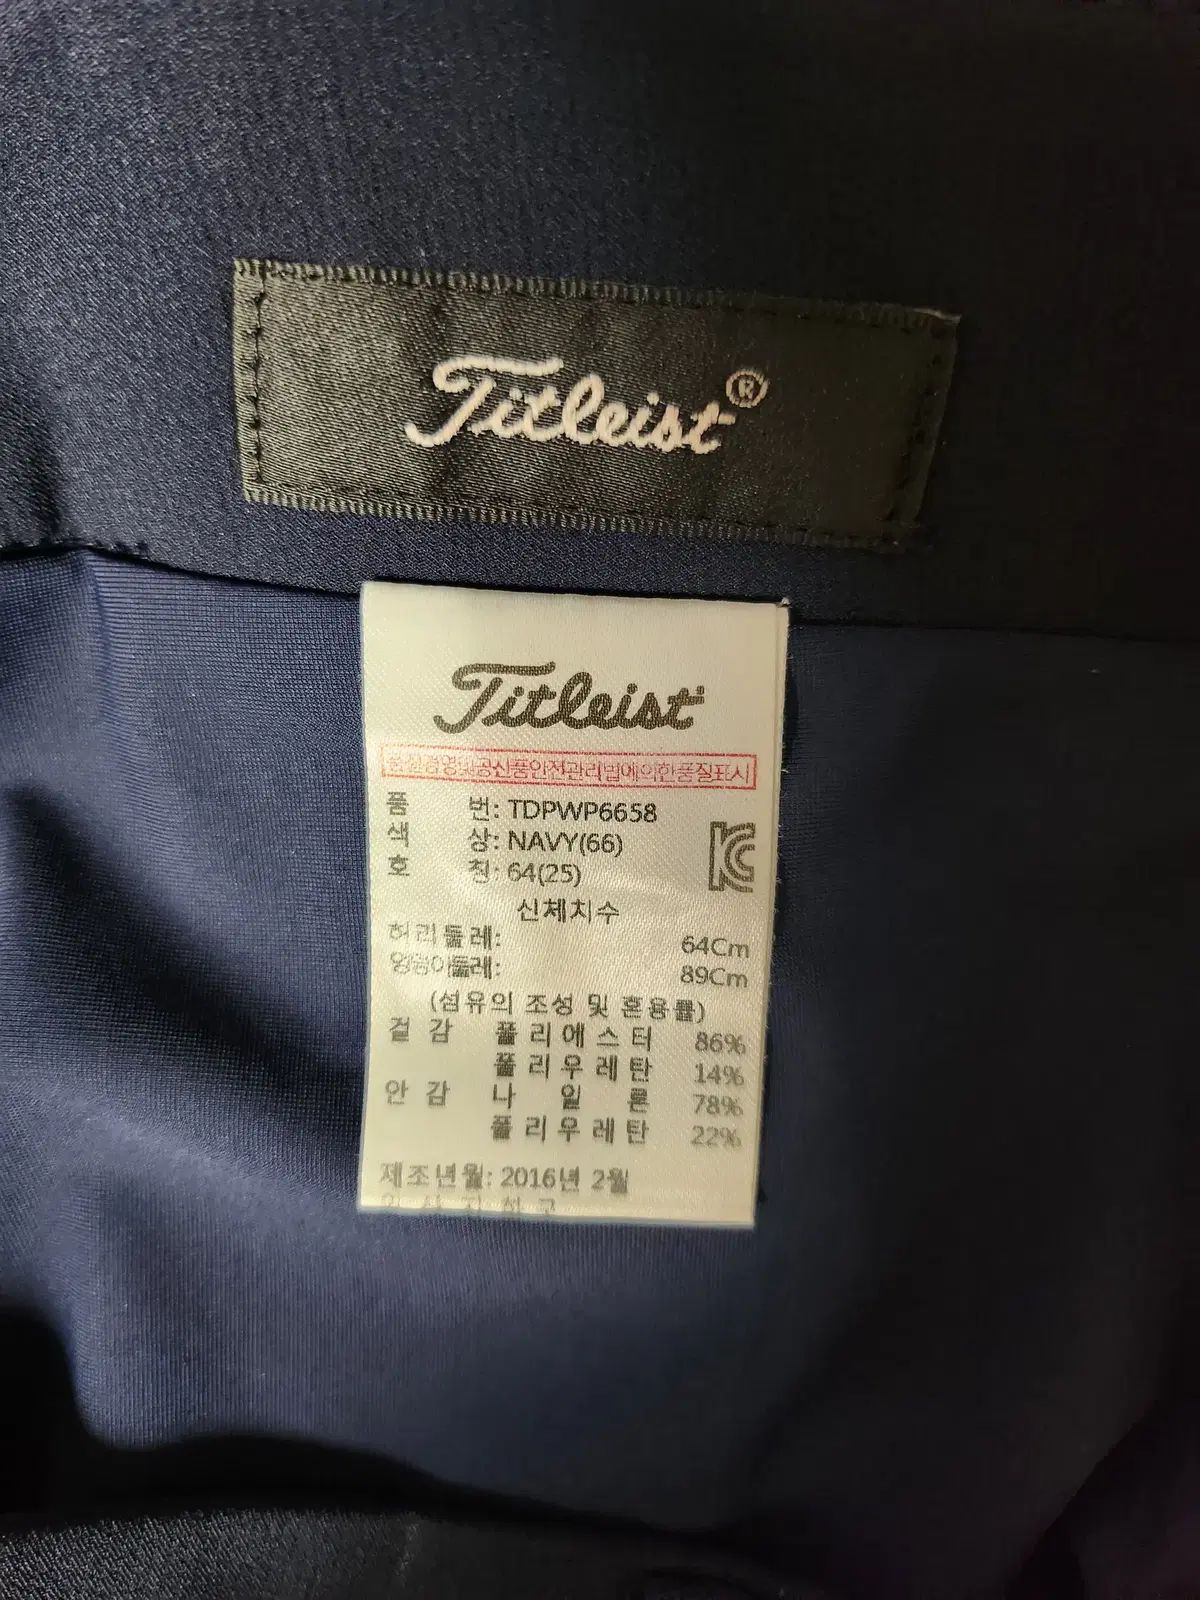 Titleist®
Titleist
품질경영및공산품안전관리법에의한품질표시
품 번: TDPWP6658
색 상: NAVY(66)
호 칭: 64(25)
KC
신체치수
허리둘레: 64Cm
엉덩이둘레: 89Cm
(섬유의 조성 및 혼용률)
겉 감 폴리에스터 86%
폴리우레탄 14%
안 감 나 일 론 78%
폴리우레탄 22%
제조년월: 2016년 2월